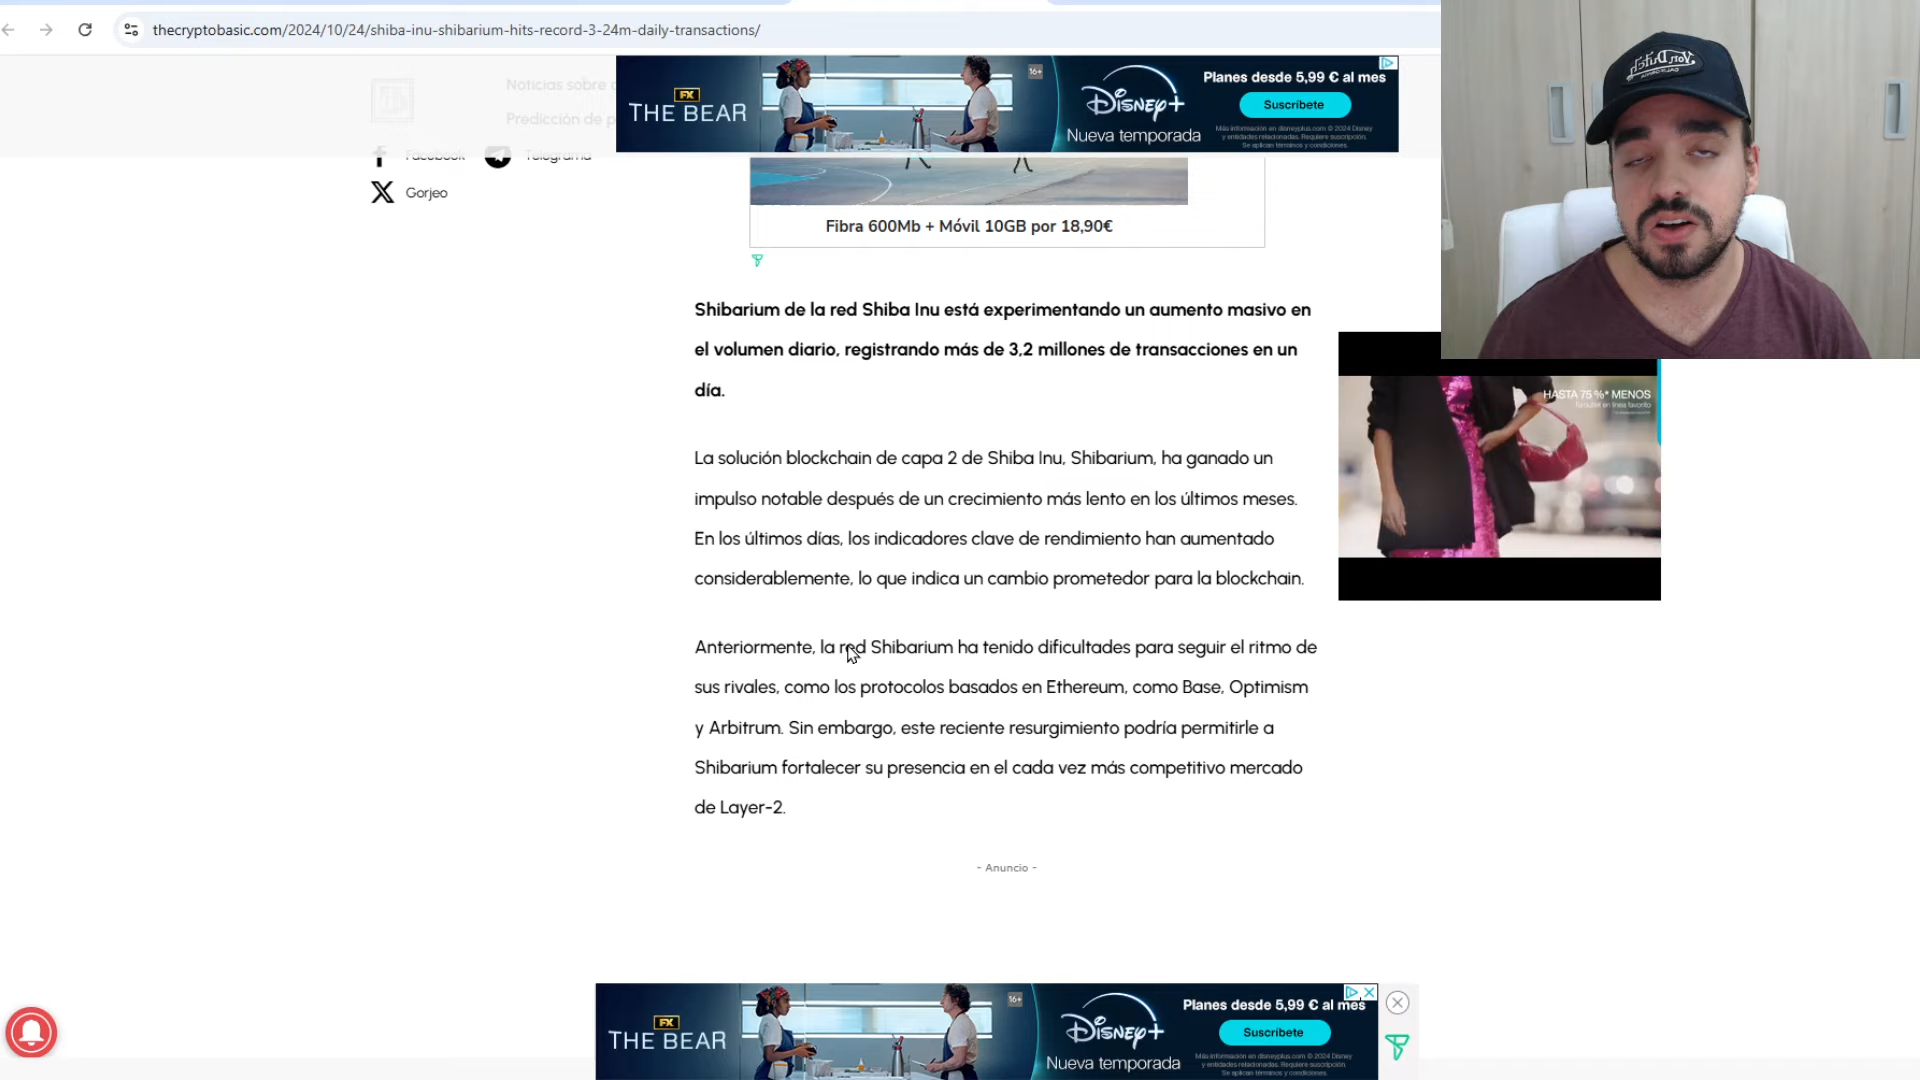 thecryptobasic.com/2024/10/24/shiba-inu-shibarium-hits-record-3-24m-daily-transactions/
Noticias sobre
Predicción de p
Facebook
Telegrama
Gorjeo
FX
THE BEAR
16+
Disney+
Nueva temporada
Planes desde 5,99 € al mes
Suscríbete
Más información en disneyplus.com © 2024 Disney
y entidades relacionadas. Requiere suscripción.
Se aplican términos y condiciones.
Von Dutch
Fibra 600Mb + Móvil 10GB por 18,90€
Shibarium de la red Shiba Inu está experimentando un aumento masivo en
el volumen diario, registrando más de 3,2 millones de transacciones en un
día.
HASTA 75 %* MENOS
Tu outlet en línea favorito
La solución blockchain de capa 2 de Shiba Inu, Shibarium, ha ganado un
impulso notable después de un crecimiento más lento en los últimos meses.
En los últimos días, los indicadores clave de rendimiento han aumentado
considerablemente, lo que indica un cambio prometedor para la blockchain.
Anteriormente, la red Shibarium ha tenido dificultades para seguir el ritmo de
sus rivales, como los protocolos basados en Ethereum, como Base, Optimism
y Arbitrum. Sin embargo, este reciente resurgimiento podría permitirle a
Shibarium fortalecer su presencia en el cada vez más competitivo mercado
de Layer-2.
- Anuncio -
FX
THE BEAR
16+
Disney+
Nueva temporada
Planes desde 5,99 € al mes
Suscríbete
Más información en disneyplus.com © 2024 Disney
y entidades relacionadas. Requiere suscripción.
Se aplican términos y condiciones.